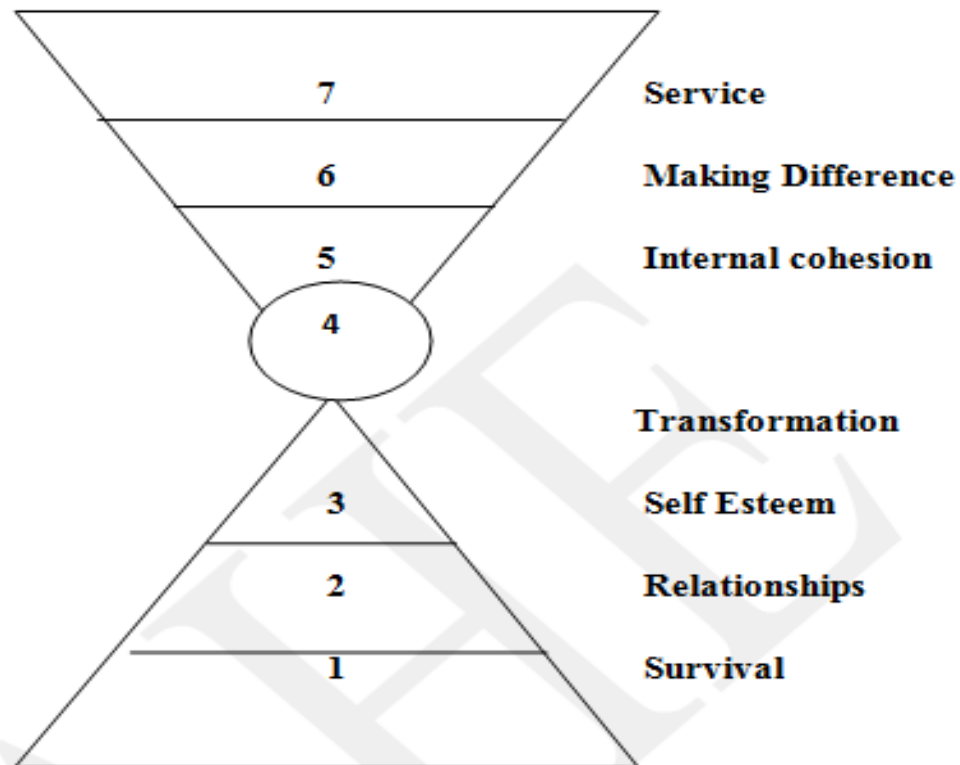 7 Service
6 Making Difference
5 Internal cohesion
4
Transformation
3 Self Esteem
2 Relationships
1 Survival